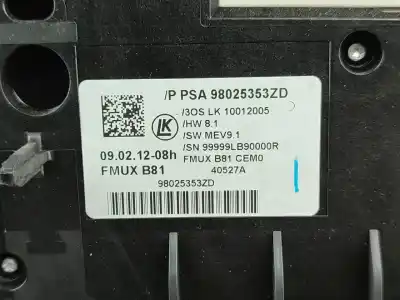 /P PSA 98025353ZD
/3OS LK 10012005
/HW 8.1
/SW MEV9.1
/SN 99999LB90000R
LK
09.02.12-08h
FMUX B81 CEM0
FMUX B81
40527A
98025353ZD